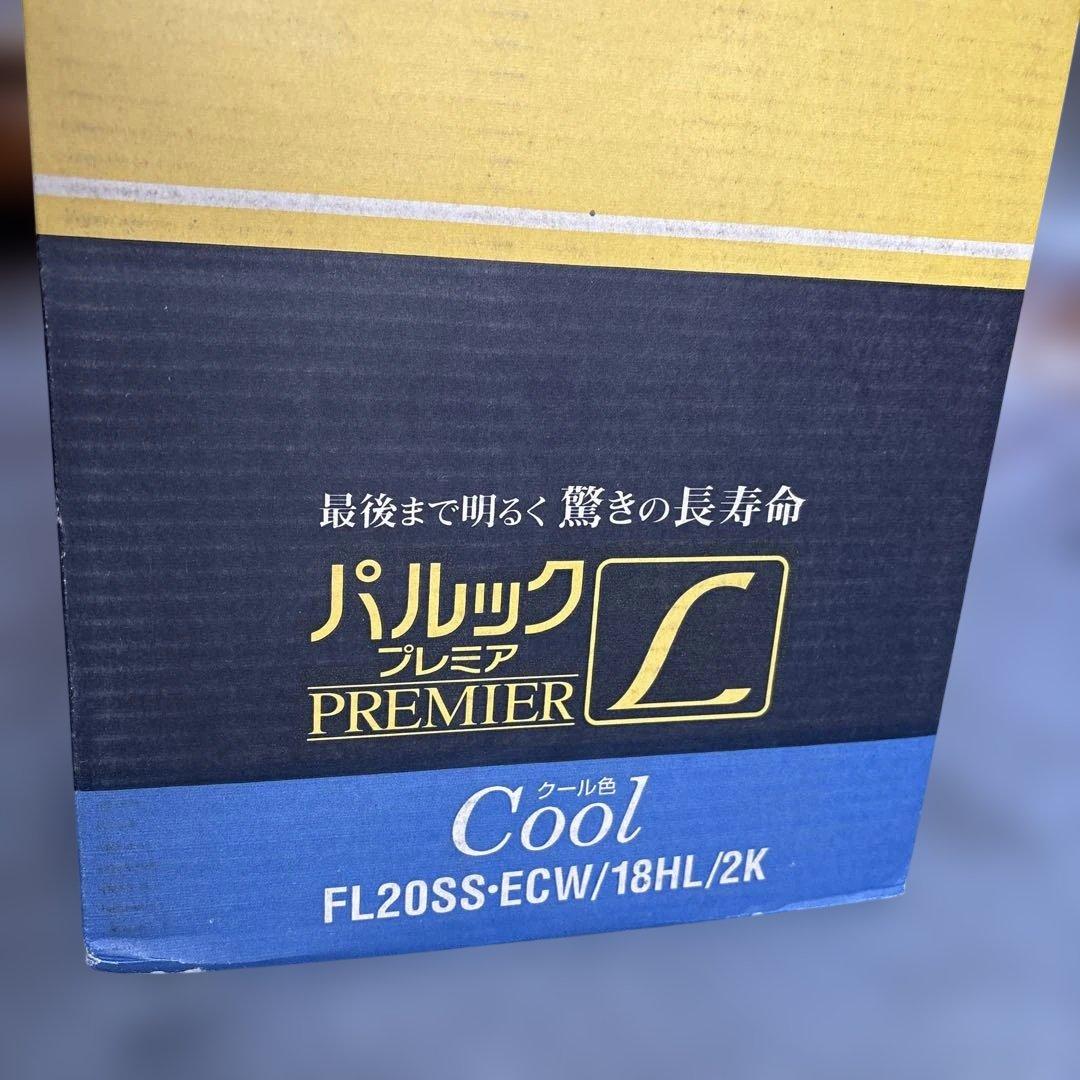 最後まで明るく驚きの長寿命
パルック
プレミア
PREMIER
L
クール色
Cool
FL20SS・ECW/18HL/2K